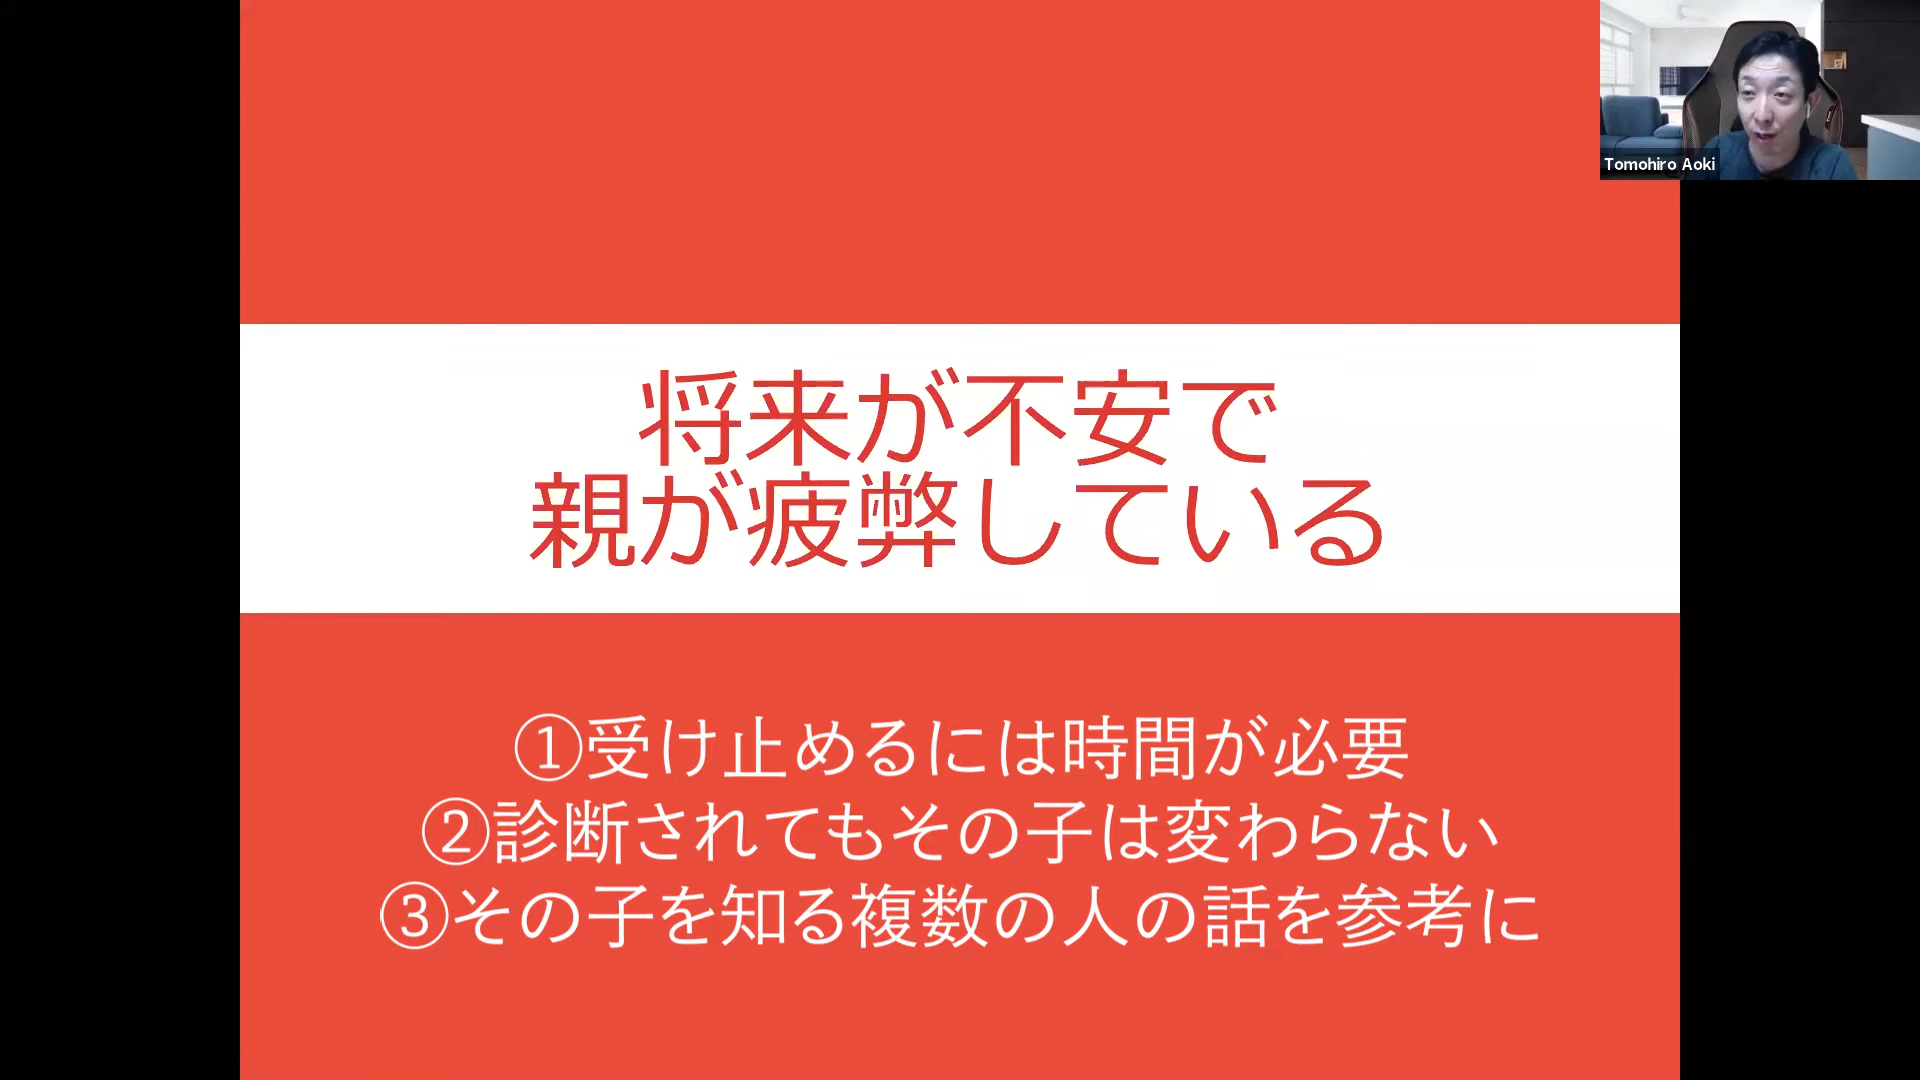 Tomohiro Aoki
将来が不安で
親が疲弊している
①受け止めるには時間が必要
②診断されてもその子は変わらない
③その子を知る複数の人の話を参考に